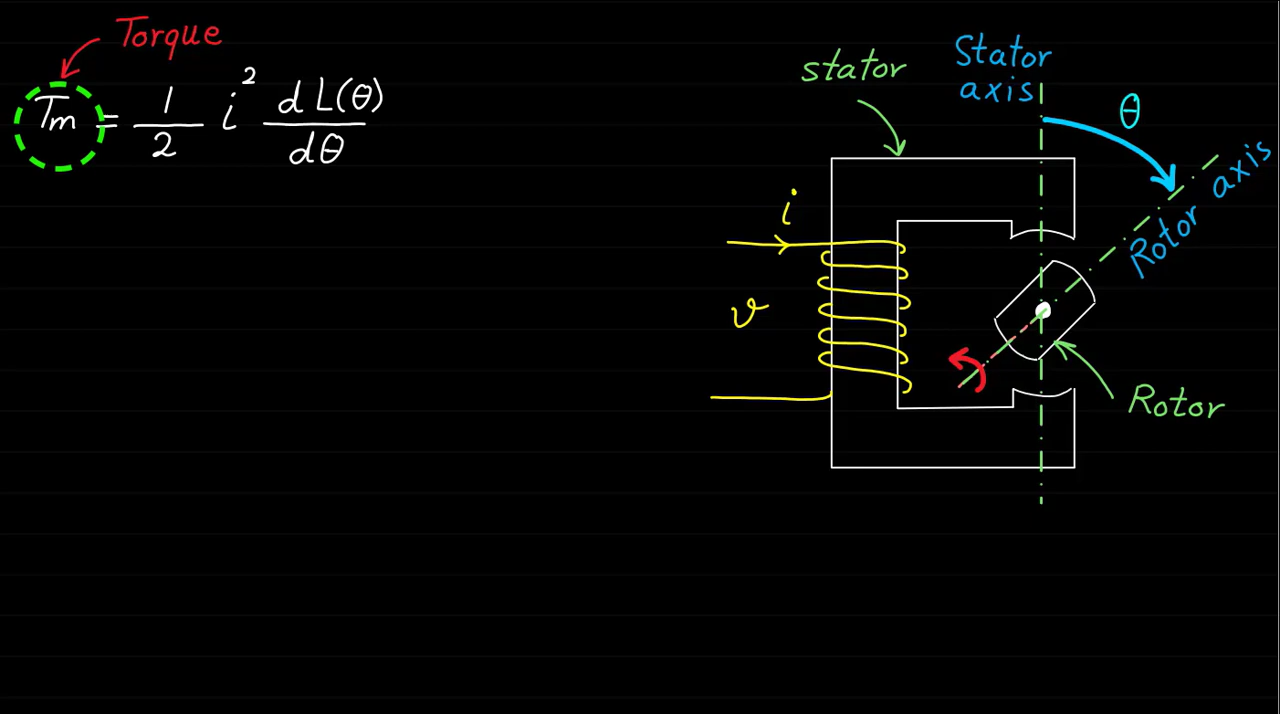 Torque
Tm = 1/2 i² dL(θ)/dθ
stator
Stator
axis
θ
Rotor axis
i
v
Rotor